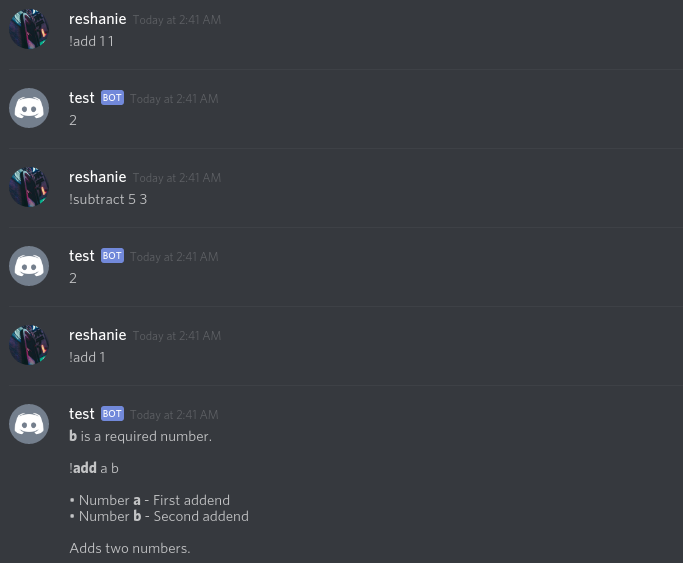 reshanie Today at 2:41 AM
!add 1 1
test BOT Today at 2:41 AM
2
reshanie Today at 2:41 AM
!subtract 5 3
test BOT Today at 2:41 AM
2
reshanie Today at 2:41 AM
!add 1
test BOT Today at 2:41 AM
b is a required number.
!add a b
• Number a - First addend
• Number b - Second addend
Adds two numbers.